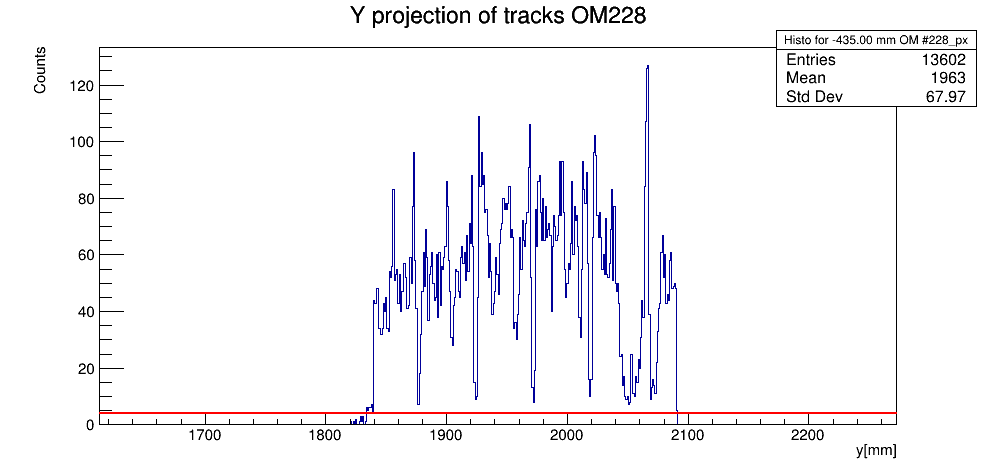 Y projection of tracks OM228
Histo for -435.00 mm OM #228_px
Entries 13602
Mean 1963
Std Dev 67.97
Counts
120
100
80
60
40
20
0
1700 1800 1900 2000 2100 2200
y[mm]